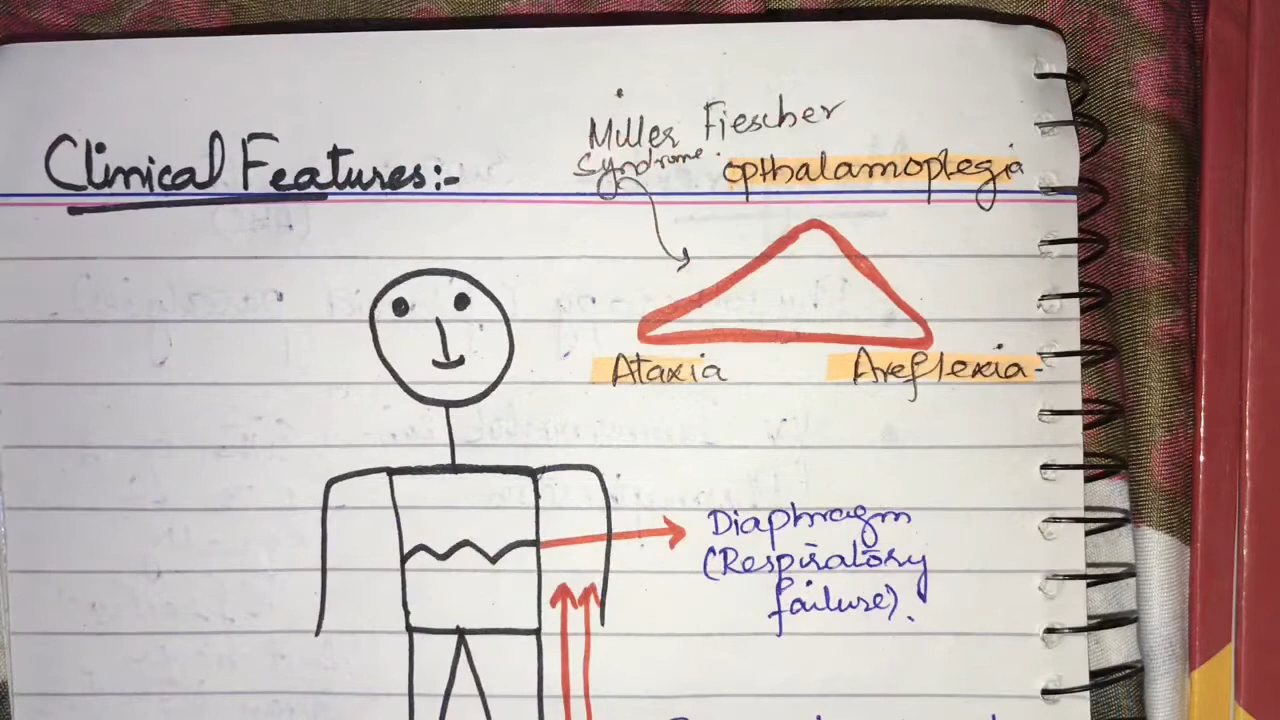 Clinical Features:-
Miller Fiescher
Syndrome.
Opthalamoplegia
Ataxia
Areflexia-
Diaphragm
(Respiratory
failure).